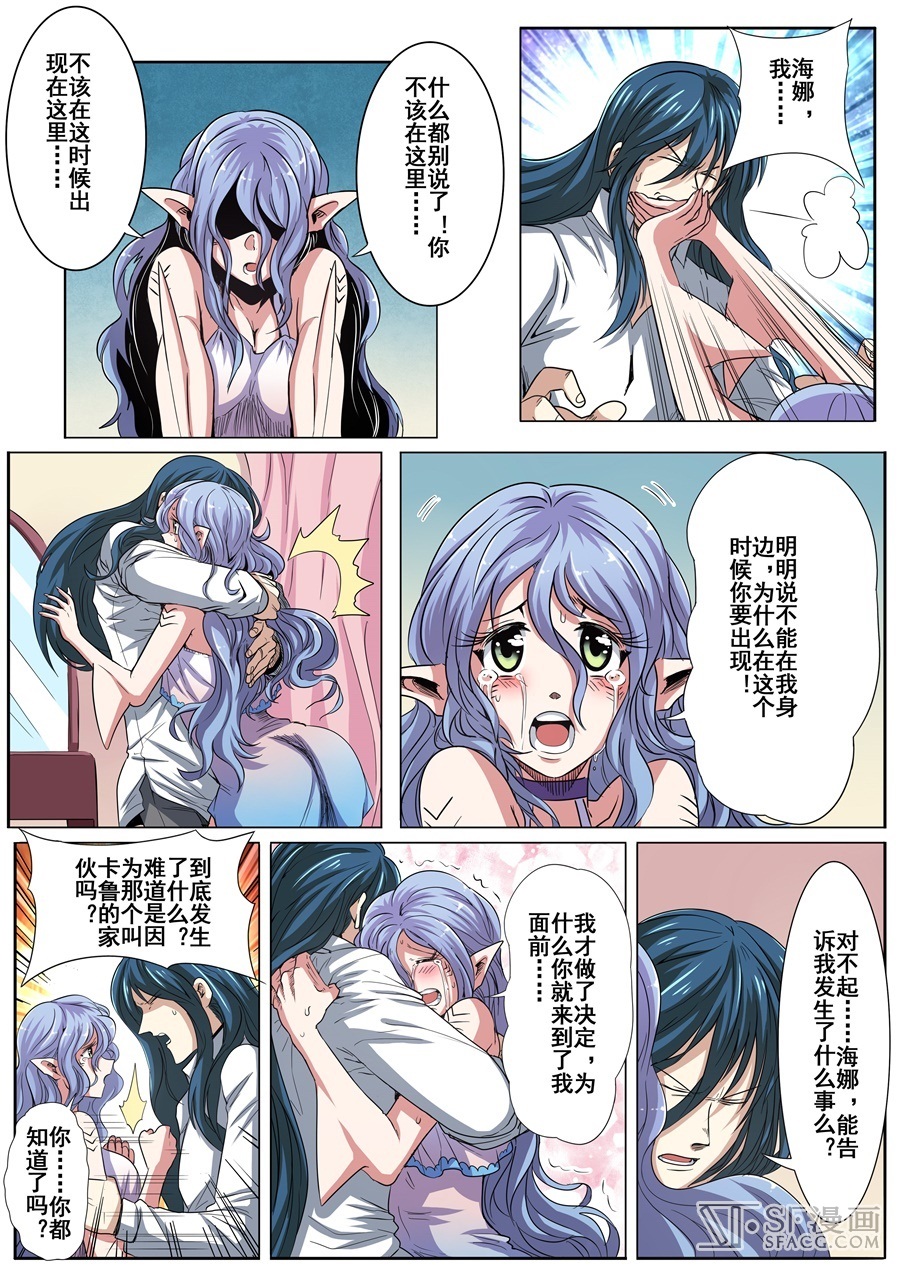 海娜，
我……
什么都别说了！你
不该在这里……
不该在这时候出
现在这里……
明明说不能在我身
边，为什么在这个
时候你要出现！
对不起……海娜，能告
诉我发生了什么事么？
我才做了决定，为
什么你就来到了我
面前……
到底发生
了什么？
难道是因
为那个叫
卡鲁的家
伙吗？
你……你都
知道了吗？
SF漫画
SFACG.COM